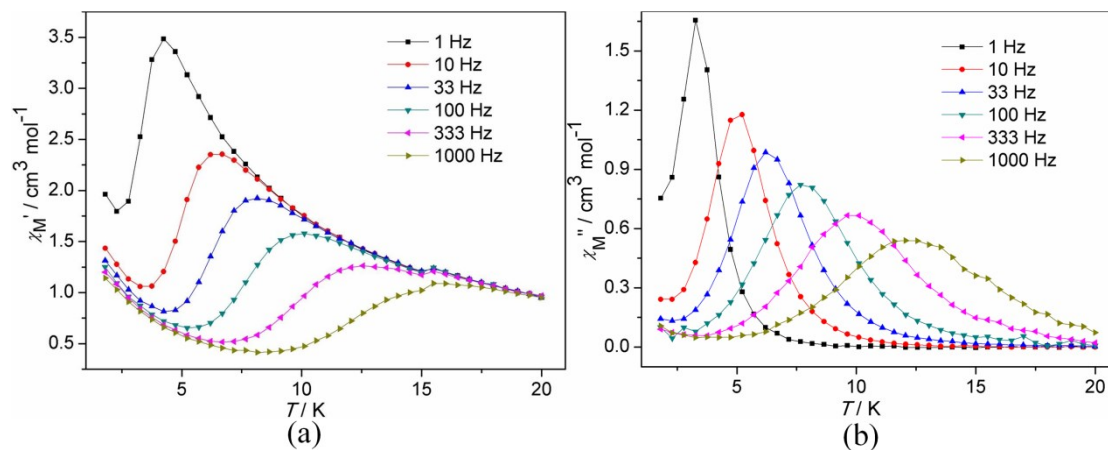 3.5
3.0
2.5
2.0
1.5
1.0
0.5
χM′ / cm³ mol⁻¹
1 Hz
10 Hz
33 Hz
100 Hz
333 Hz
1000 Hz
5 10 15 20
T / K
(a)
1.5
1.2
0.9
0.6
0.3
0.0
χM″ / cm³ mol⁻¹
1 Hz
10 Hz
33 Hz
100 Hz
333 Hz
1000 Hz
5 10 15 20
T / K
(b)